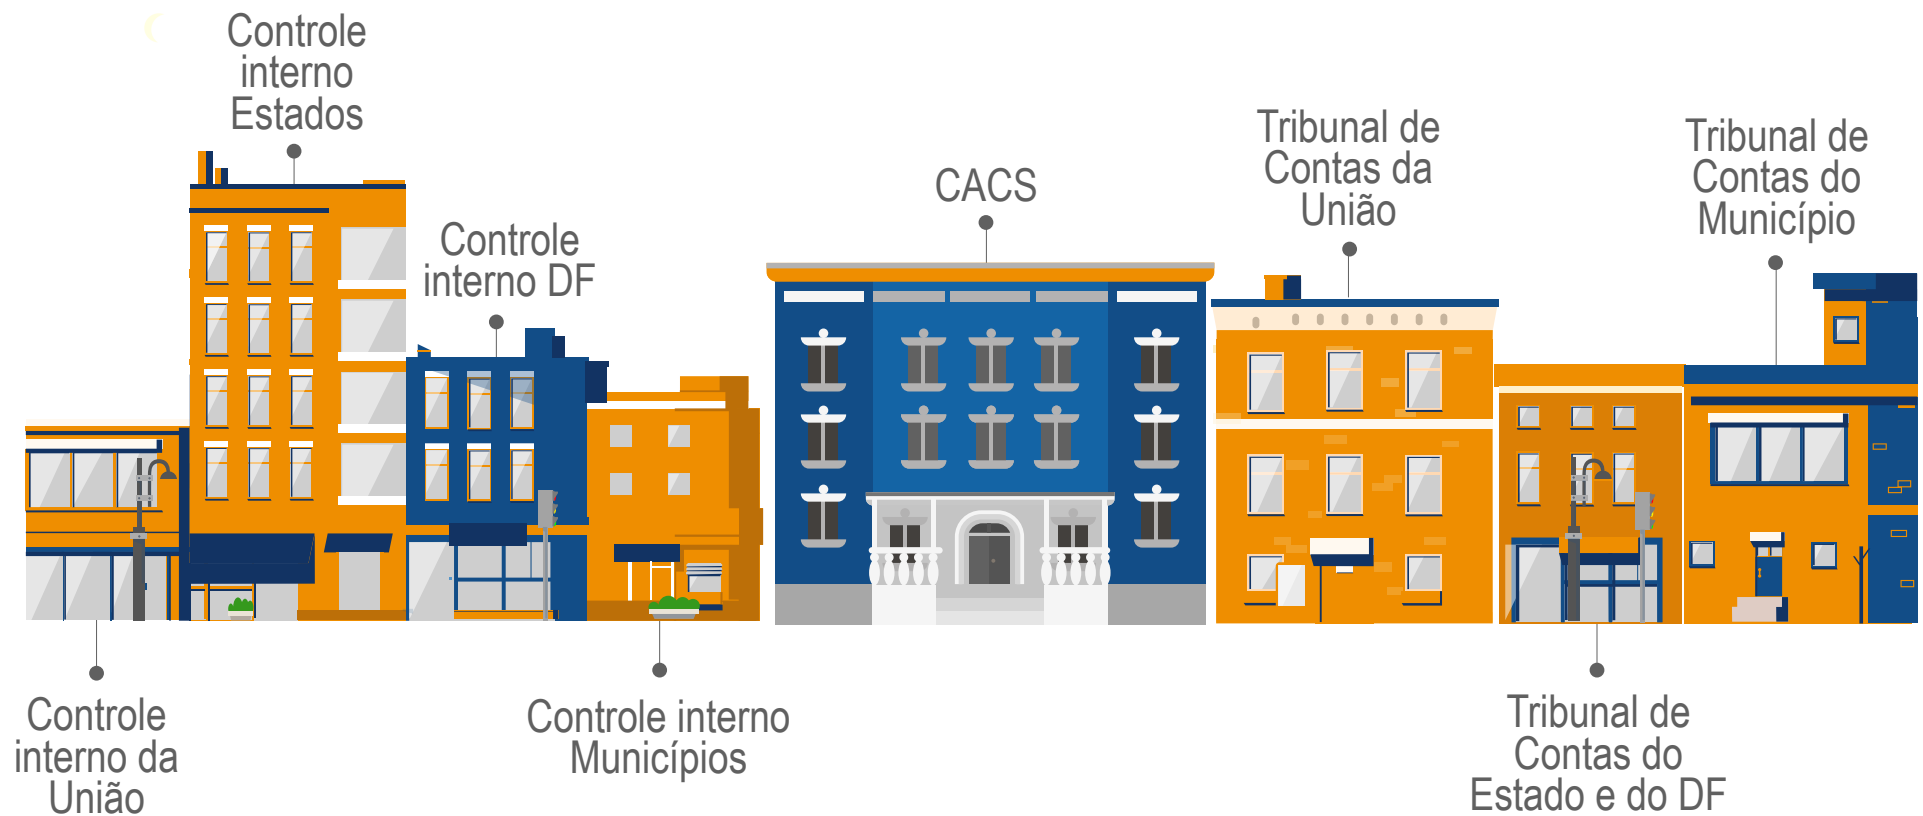 Controle
interno
Estados
Controle
interno DF
CACS
Tribunal de
Contas da
União
Tribunal de
Contas do
Município
Controle
interno da
União
Controle interno
Municípios
Tribunal de
Contas do
Estado e do DF